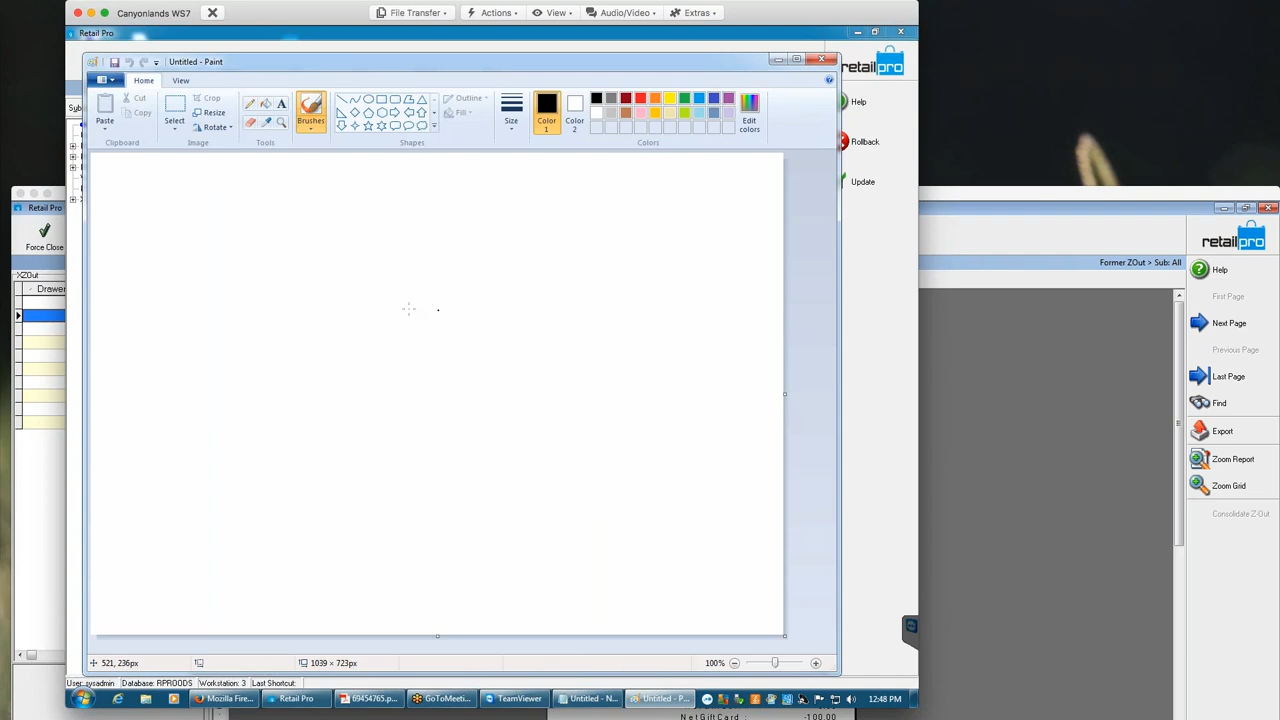 Canyonlands WS7
File Transfer
Actions
View
Audio/Video
Extras
Retail Pro
Untitled - Paint
retailpro
Home
View
Help
Rollback
Update
Paste
Cut
Copy
Clipboard
Select
Crop
Resize
Rotate
Image
Tools
Brushes
Shapes
Outline
Fill
Size
Color 1
Color 2
Edit colors
Colors
Retail Pro
Force Close
XZOut
Drawer
retailpro
Former ZOut > Sub: All
Help
First Page
Next Page
Previous Page
Last Page
Find
Export
Zoom Report
Zoom Grid
Consolidate Z-Out
521, 236px
1039 × 723px
100%
User: sysadmin
Database: RPROODS
Workstation: 3
Last Shortcut:
Mozilla Fire...
Retail Pro
69454765.p...
GoToMeeti...
TeamViewer
Untitled - N...
Untitled - P...
12:48 PM
NetGiftCard :
-100.00